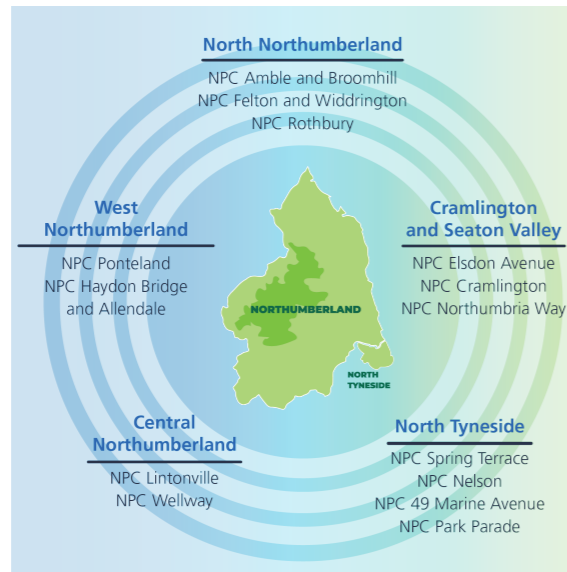 North Northumberland
NPC Amble and Broomhill
NPC Felton and Widdrington
NPC Rothbury
West
Northumberland
NPC Ponteland
NPC Haydon Bridge
and Allendale
Cramlington
and Seaton Valley
NPC Elsdon Avenue
NPC Cramlington
NPC Northumbria Way
NORTHUMBERLAND
NORTH
TYNESIDE
Central
Northumberland
NPC Lintonville
NPC Wellway
North Tyneside
NPC Spring Terrace
NPC Nelson
NPC 49 Marine Avenue
NPC Park Parade